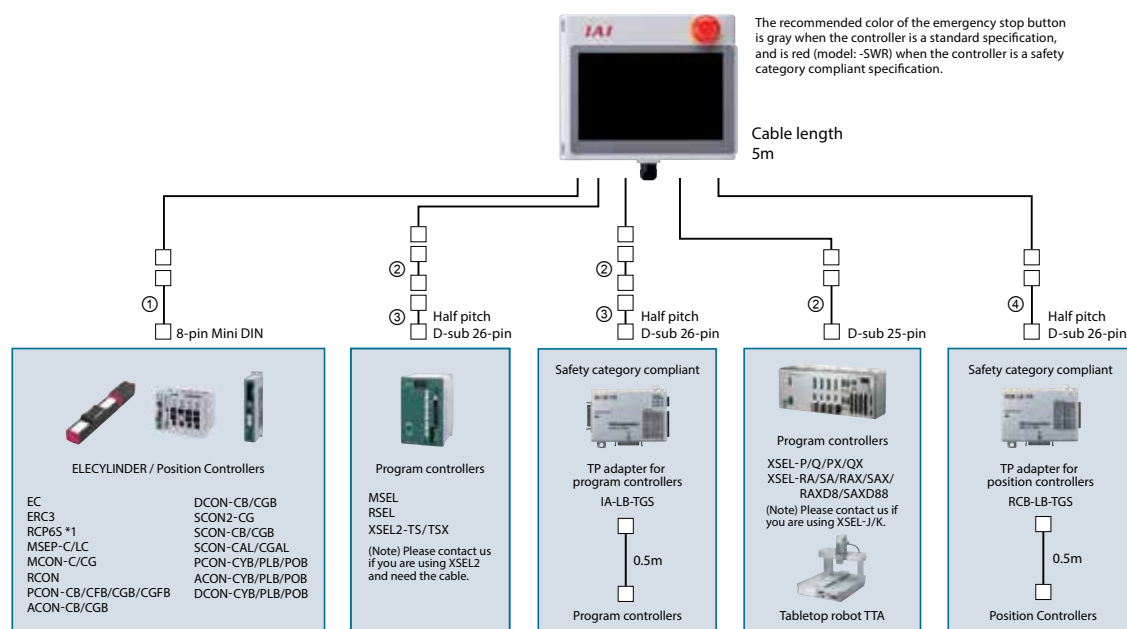 IAI
The recommended color of the emergency stop button
is gray when the controller is a standard specification,
and is red (model: -SWR) when the controller is a safety
category compliant specification.
Cable length
5m
①
8-pin Mini DIN
②
③
Half pitch
D-sub 26-pin
②
③
Half pitch
D-sub 26-pin
②
D-sub 25-pin
④
Half pitch
D-sub 26-pin
ELECYLINDER / Position Controllers
EC
ERC3
RCP6S *1
MSEP-C/LC
MCON-C/CG
RCON
PCON-CB/CFB/CGB/CGFB
ACON-CB/CGB
DCON-CB/CGB
SCON2-CG
SCON-CB/CGB
SCON-CAL/CGAL
PCON-CYB/PLB/POB
ACON-CYB/PLB/POB
DCON-CYB/PLB/POB
Program controllers
MSEL
RSEL
XSEL2-TS/TSX
(Note) Please contact us
if you are using XSEL2
and need the cable.
Safety category compliant
TP adapter for
program controllers
IA-LB-TGS
0.5m
Program controllers
Program controllers
XSEL-P/Q/PX/QX
XSEL-RA/SA/RAX/SAX/
RAXD8/SAXD88
(Note) Please contact us if
you are using XSEL-J/K.
Tabletop robot TTA
Safety category compliant
TP adapter for
position controllers
RCB-LB-TGS
0.5m
Position Controllers